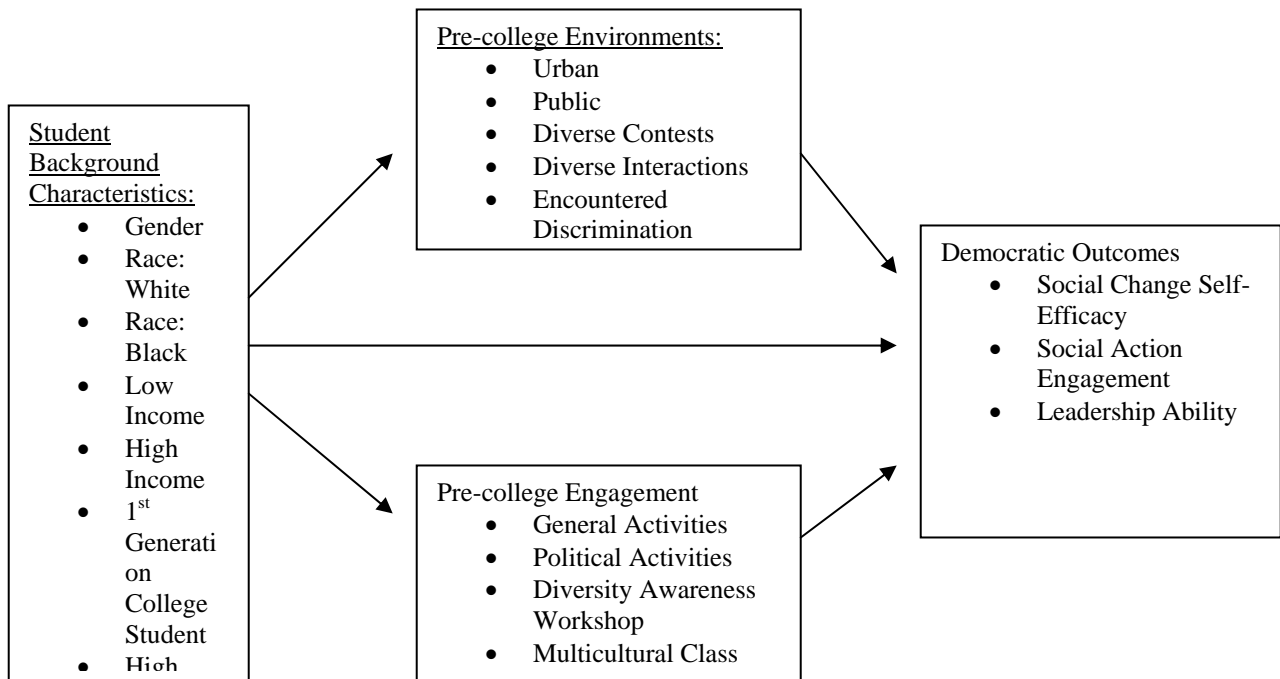 Student
Background
Characteristics:
• Gender
• Race:
White
• Race:
Black
• Low
Income
• High
Income
• 1st
Generati
on
College
Student
• High
Pre-college Environments:
• Urban
• Public
• Diverse Contests
• Diverse Interactions
• Encountered
Discrimination
Pre-college Engagement
• General Activities
• Political Activities
• Diversity Awareness
Workshop
• Multicultural Class
Democratic Outcomes
• Social Change Self-
Efficacy
• Social Action
Engagement
• Leadership Ability